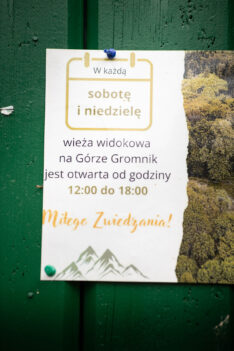 W każdą
sobotę
i niedzielę
wieża widokowa
na Górze Gromnik
jest otwarta od godziny
12:00 do 18:00
Miłego Zwiedzania!